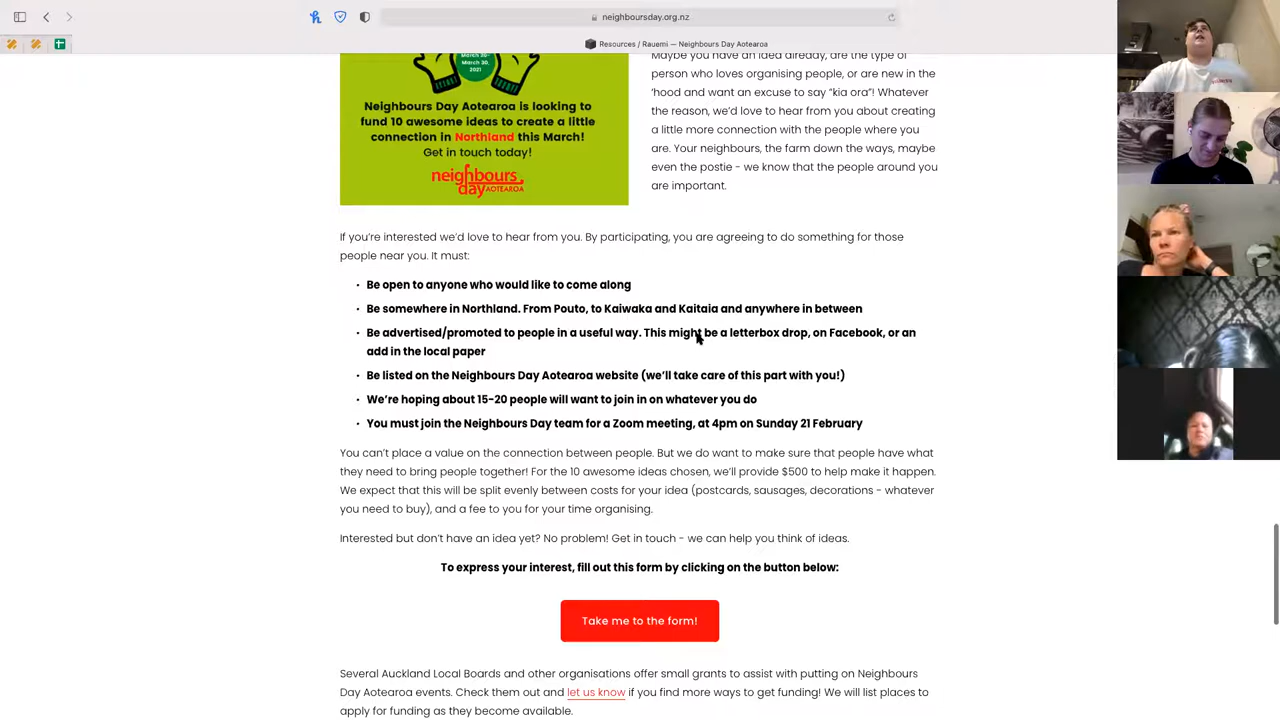 neighboursday.org.nz
Resources / Rauemi — Neighbours Day Aotearoa
March 20-
March 30,
2021
Neighbours Day Aotearoa is looking to
fund 10 awesome ideas to create a little
connection in Northland this March!
Get in touch today!
neighbours
day AOTEAROA
Maybe you have an idea already, are the type of
person who loves organising people, or are new in the
'hood and want an excuse to say “kia ora”! Whatever
the reason, we’d love to hear from you about creating
a little more connection with the people where you
are. Your neighbours, the farm down the ways, maybe
even the postie - we know that the people around you
are important.
If you’re interested we’d love to hear from you. By participating, you are agreeing to do something for those
people near you. It must:
• Be open to anyone who would like to come along
• Be somewhere in Northland. From Pouto, to Kaiwaka and Kaitaia and anywhere in between
• Be advertised/promoted to people in a useful way. This might be a letterbox drop, on Facebook, or an
add in the local paper
• Be listed on the Neighbours Day Aotearoa website (we’ll take care of this part with you!)
• We’re hoping about 15-20 people will want to join in on whatever you do
• You must join the Neighbours Day team for a Zoom meeting, at 4pm on Sunday 21 February
You can’t place a value on the connection between people. But we do want to make sure that people have what
they need to bring people together! For the 10 awesome ideas chosen, we’ll provide $500 to help make it happen.
We expect that this will be split evenly between costs for your idea (postcards, sausages, decorations - whatever
you need to buy), and a fee to you for your time organising.
Interested but don’t have an idea yet? No problem! Get in touch - we can help you think of ideas.
To express your interest, fill out this form by clicking on the button below:
Take me to the form!
Several Auckland Local Boards and other organisations offer small grants to assist with putting on Neighbours
Day Aotearoa events. Check them out and let us know if you find more ways to get funding! We will list places to
apply for funding as they become available.